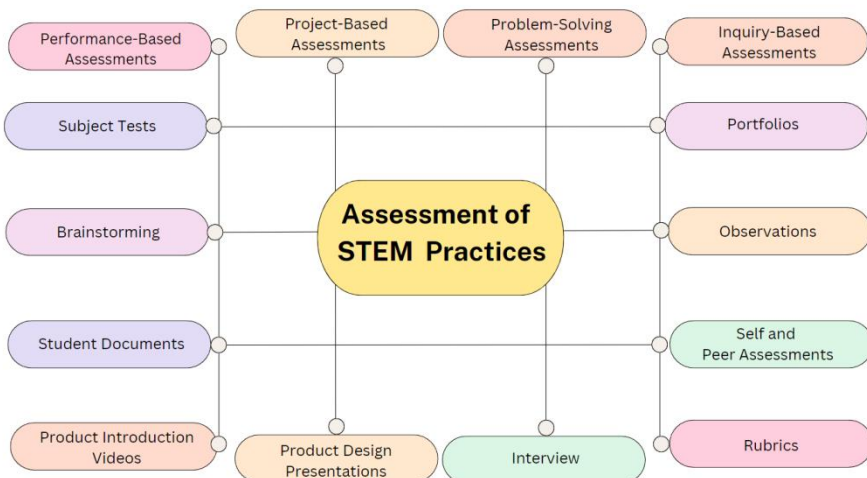 Performance-Based
Assessments
Project-Based
Assessments
Problem-Solving
Assessments
Inquiry-Based
Assessments
Subject Tests
Portfolios
Brainstorming
Assessment of
STEM Practices
Observations
Student Documents
Self and
Peer Assessments
Product Introduction
Videos
Product Design
Presentations
Interview
Rubrics